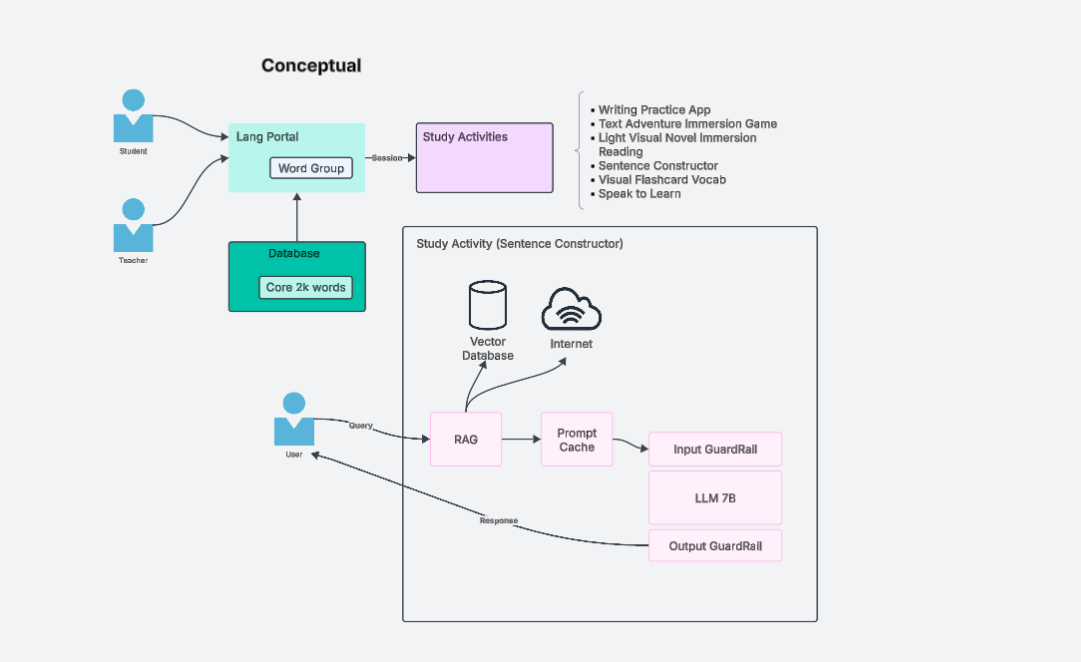 Conceptual
Student
Teacher
Lang Portal
Word Group
Session
Study Activities
▪ Writing Practice App
▪ Text Adventure Immersion Game
▪ Light Visual Novel Immersion
Reading
▪ Sentence Constructor
▪ Visual Flashcard Vocab
▪ Speak to Learn
Database
Core 2k words
Study Activity (Sentence Constructor)
Vector
Database
Internet
User
Query
RAG
Prompt
Cache
Input GuardRail
LLM 7B
Output GuardRail
Response